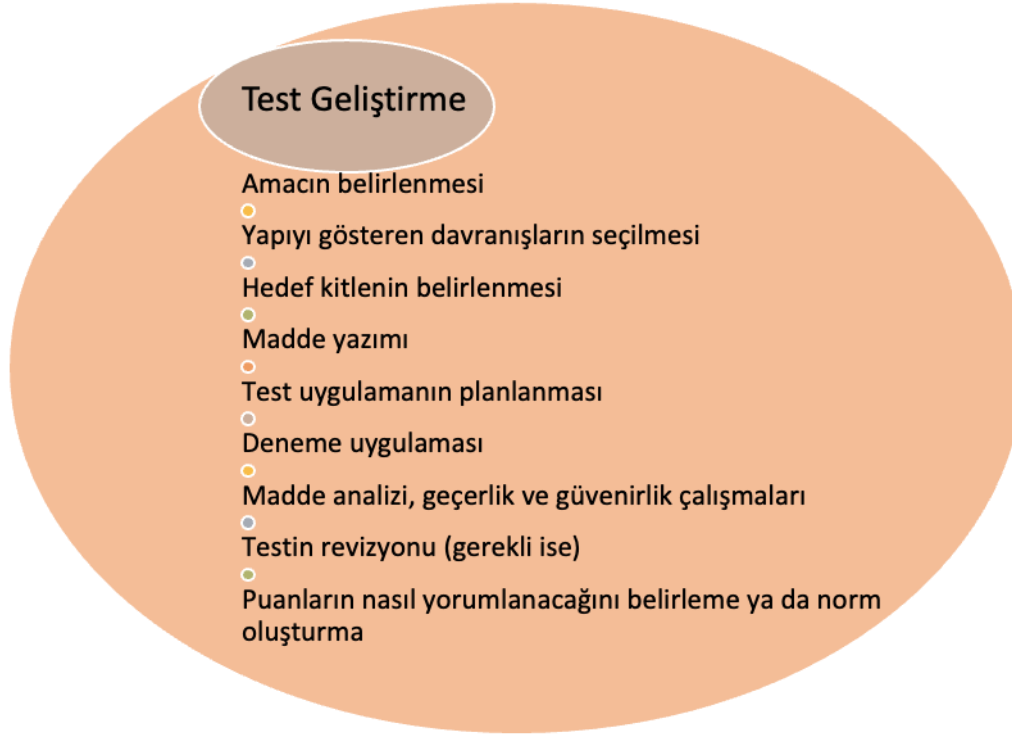 Test Geliştirme
Amacın belirlenmesi
Yapıyı gösteren davranışların seçilmesi
Hedef kitlenin belirlenmesi
Madde yazımı
Test uygulamanın planlanması
Deneme uygulaması
Madde analizi, geçerlik ve güvenirlik çalışmaları
Testin revizyonu (gerekli ise)
Puanların nasıl yorumlanacağını belirleme ya da norm
oluşturma